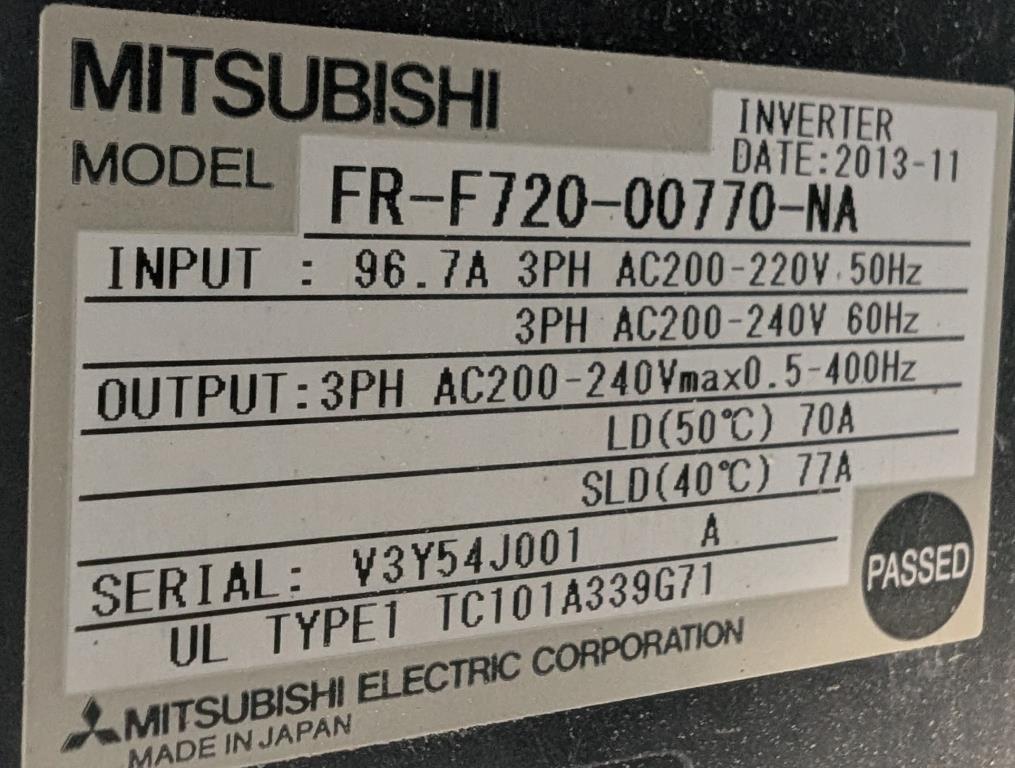 MITSUBISHI
INVERTER
DATE:2013-11
MODEL FR-F720-00770-NA
INPUT : 96.7A 3PH AC200-220V 50Hz
3PH AC200-240V 60Hz
OUTPUT:3PH AC200-240Vmax0.5-400Hz
LD(50℃) 70A
SLD(40℃) 77A
SERIAL: V3Y54J001 A
UL TYPE1 TC101A339G71
PASSED
MITSUBISHI ELECTRIC CORPORATION
MADE IN JAPAN